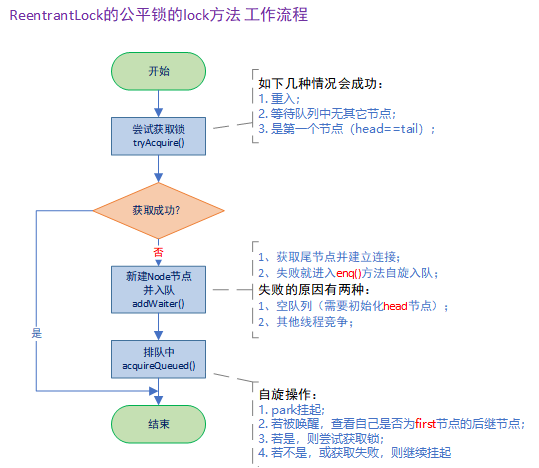 ReentrantLock的公平锁的lock方法 工作流程
开始
如下几种情况会成功：
1. 重入；
2. 等待队列中无其它节点；
3. 是第一个节点（head==tail）；
尝试获取锁
tryAcquire()
获取成功?
否
是
新建Node节点
并入队
addWaiter()
1、获取尾节点并建立连接；
2、失败就进入enq()方法自旋入队；
失败的原因有两种：
1、空队列（需要初始化head节点）；
2、其他线程竞争；
排队中
acquireQueued()
自旋操作：
1. park挂起；
2. 若被唤醒，查看自己是否为first节点的后继节点；
3. 若是，则尝试获取锁；
4. 若不是，或获取失败，则继续挂起
结束